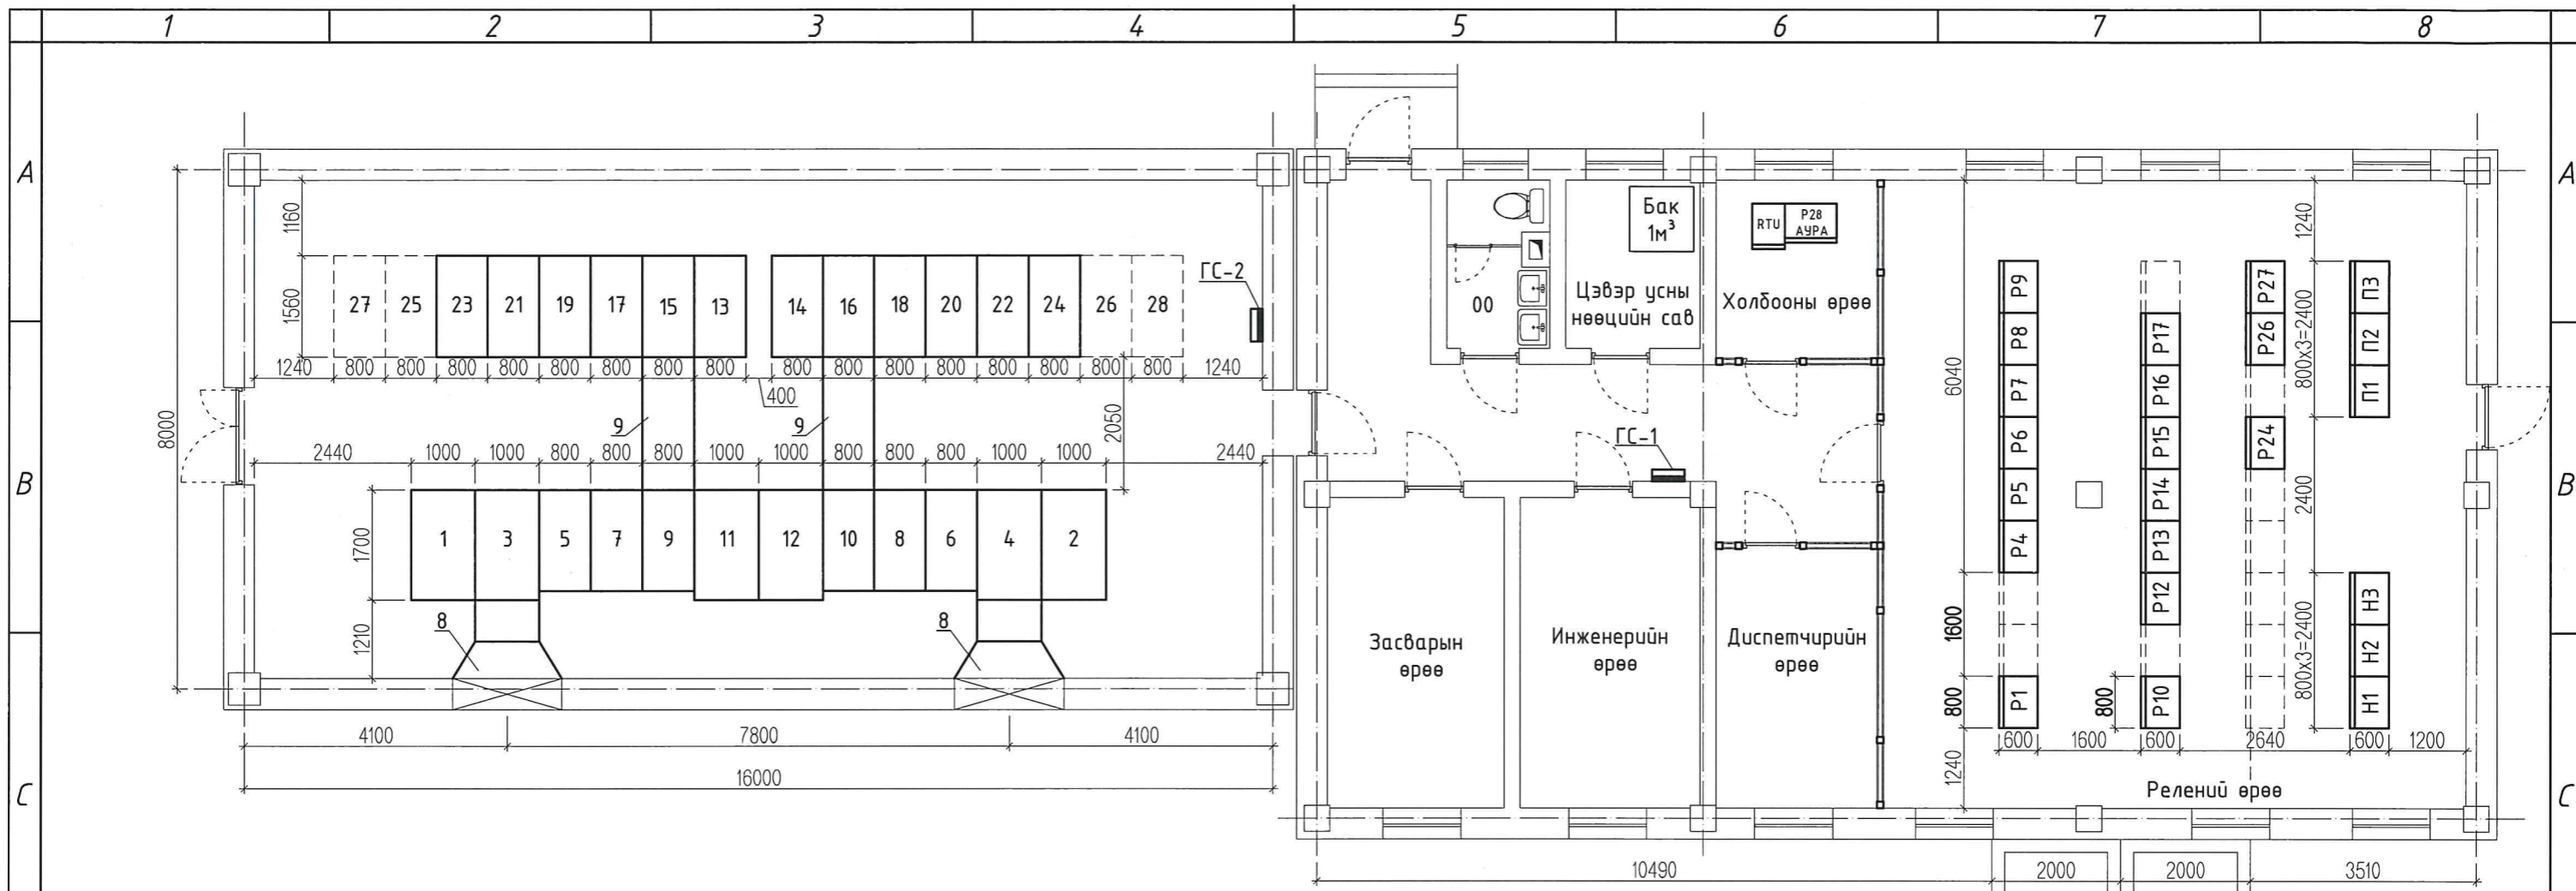 1 2 3 4 5 6 7 8
A A
1160
Бак
1м³
RTU
P28
АУРА
1240
ГС-2
1560
27 25 23 21 19 17 15 13 14 16 18 20 22 24 26 28
00
Цэвэр усны
нөөцийн сав
Холбооны өрөө
P9 P27 П3
P8 P17 P26 П2
800x3=2400
1240 800 800 800 800 800 800 800 800 800 800 800 800 800 800 800 800 1240
400
6040
P7 P16 П1
8000
9 9
2050
ГС-1
P6 P15 P24
2440 1000 1000 800 800 800 1000 1000 800 800 800 1000 1000 2440
B B
P5 P14
2400
1700
1 3 5 7 9 11 12 10 8 6 4 2
P4 P13
P12 H3
1210
8 8
1600
800x3=2400
Засварын
өрөө
Инженерийн
өрөө
Диспетчирийн
өрөө
H2
800
P1
800
P10 H1
4100 7800 4100
600 1600 600 2640 600 1200
16000
1240
Релений өрөө
C C
10490 2000 2000 3510